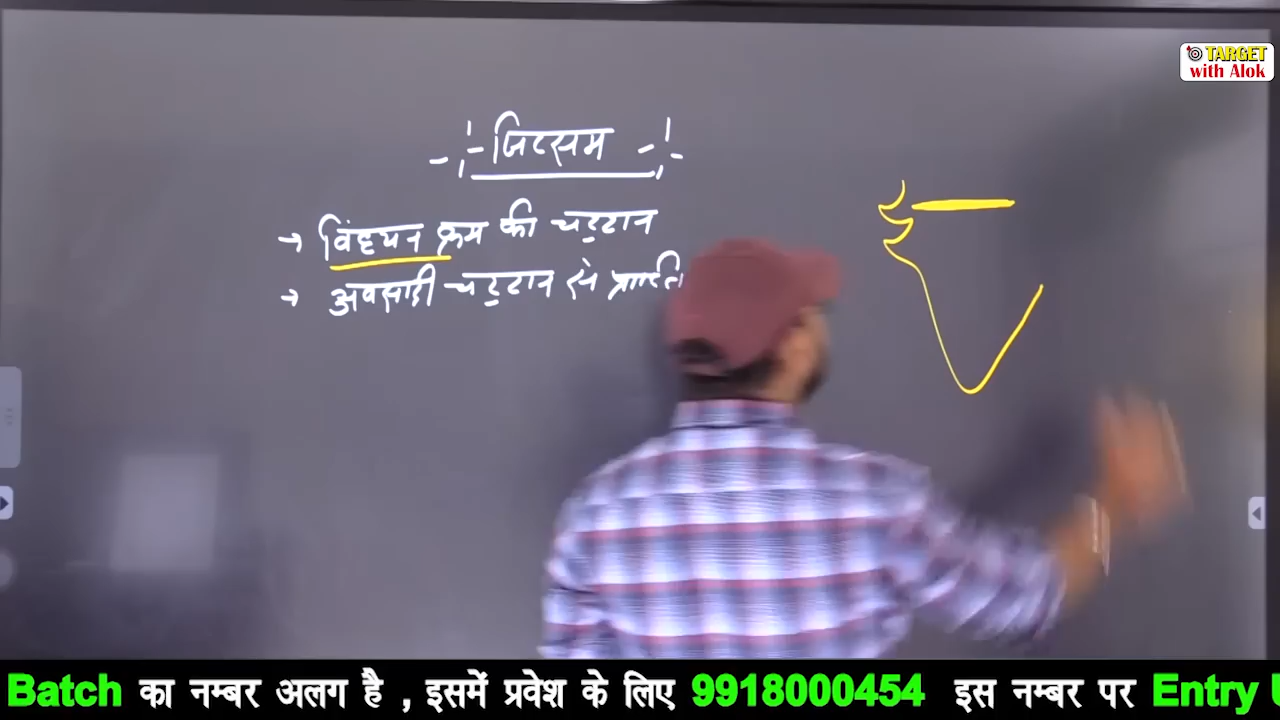 TARGET
with Alok
जिप्सम
→ विंध्यन क्रम की चट्टान
→ अवसादी चट्टान से
Batch का नम्बर अलग है , इसमें प्रवेश के लिए 9918000454 इस नम्बर पर Entry